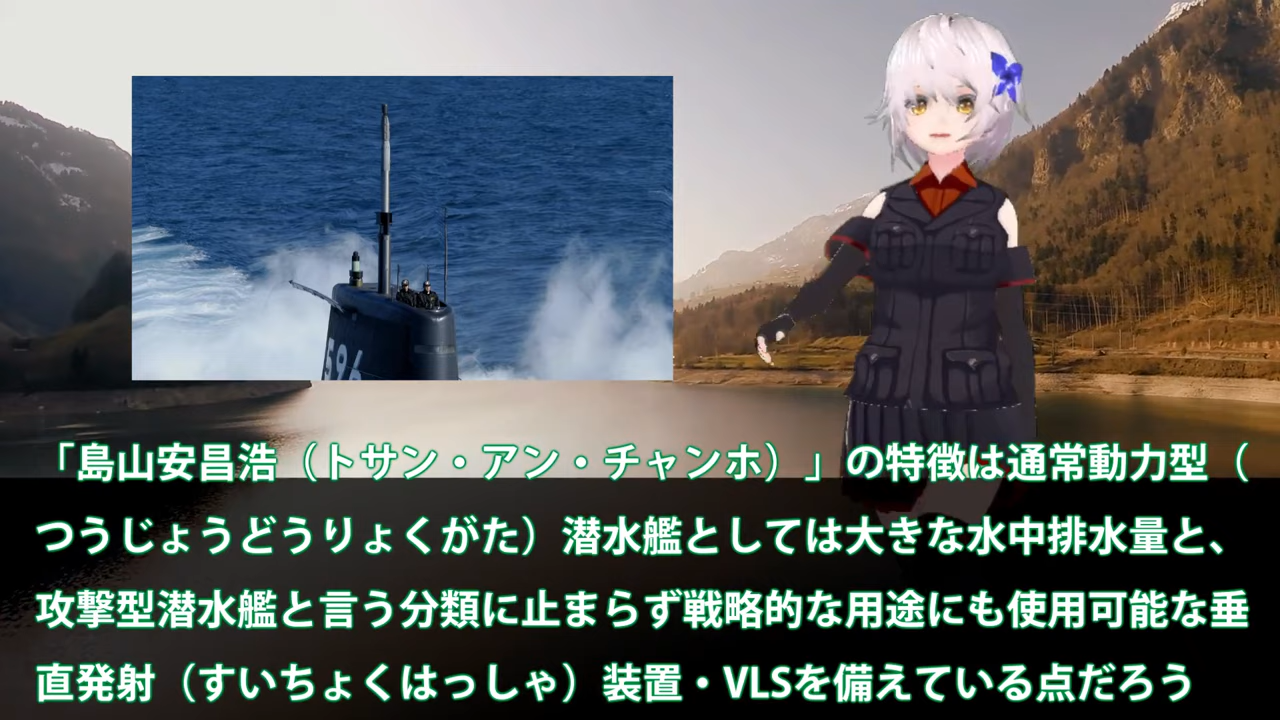 596
「島山安昌浩（トサン・アン・チャンホ）」の特徴は通常動力型（
つうじょうどうりょくがた）潜水艦としては大きな水中排水量と、
攻撃型潜水艦と言う分類に止まらず戦略的な用途にも使用可能な垂
直発射（すいちょくはっしゃ）装置・VLSを備えている点だろう